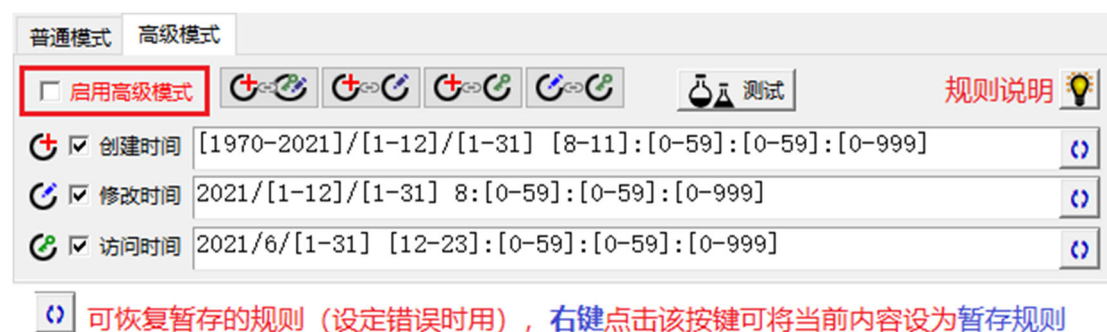 普通模式 高级模式
启用高级模式 测试 规则说明
创建时间 [1970-2021]/[1-12]/[1-31] [8-11]:[0-59]:[0-59]:[0-999]
修改时间 2021/[1-12]/[1-31] 8:[0-59]:[0-59]:[0-999]
访问时间 2021/6/[1-31] [12-23]:[0-59]:[0-59]:[0-999]
可恢复暂存的规则（设定错误时用）, 右键点击该按键可将当前内容设为暂存规则